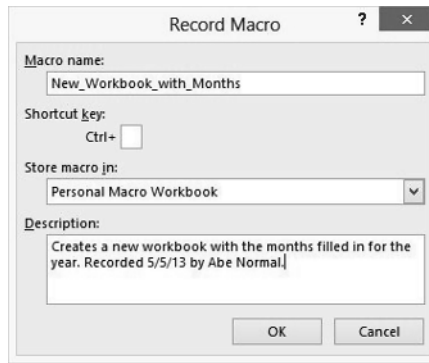 Record Macro
? ×
Macro name:
New_Workbook_with_Months
Shortcut key:
Ctrl+
Store macro in:
Personal Macro Workbook
Description:
Creates a new workbook with the months filled in for the
year. Recorded 5/5/13 by Abe Normal.
OK Cancel